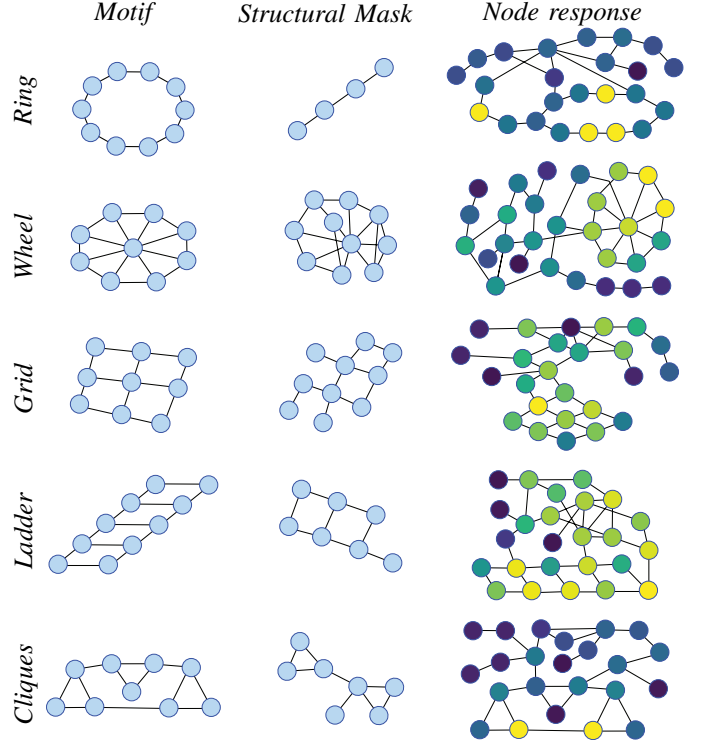 Motif Structural Mask Node response
Ring
Wheel
Grid
Ladder
Cliques